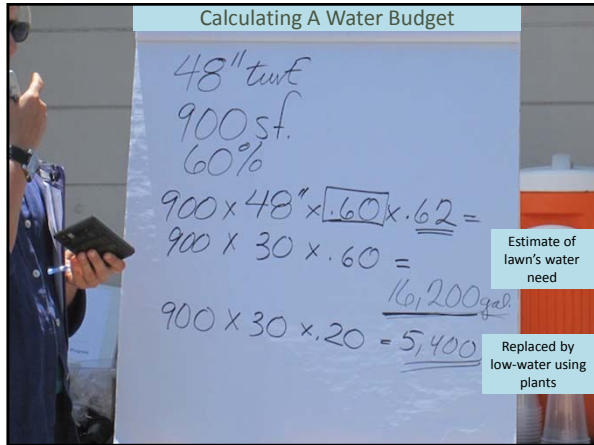 Calculating A Water Budget
48" turf
900 sf.
60%
900 x 48" x .60 x .62 =
900 x 30 x .60 =
16,200 gal.
Estimate of
lawn's water
need
900 x 30 x .20 = 5,400
Replaced by
low-water using
plants